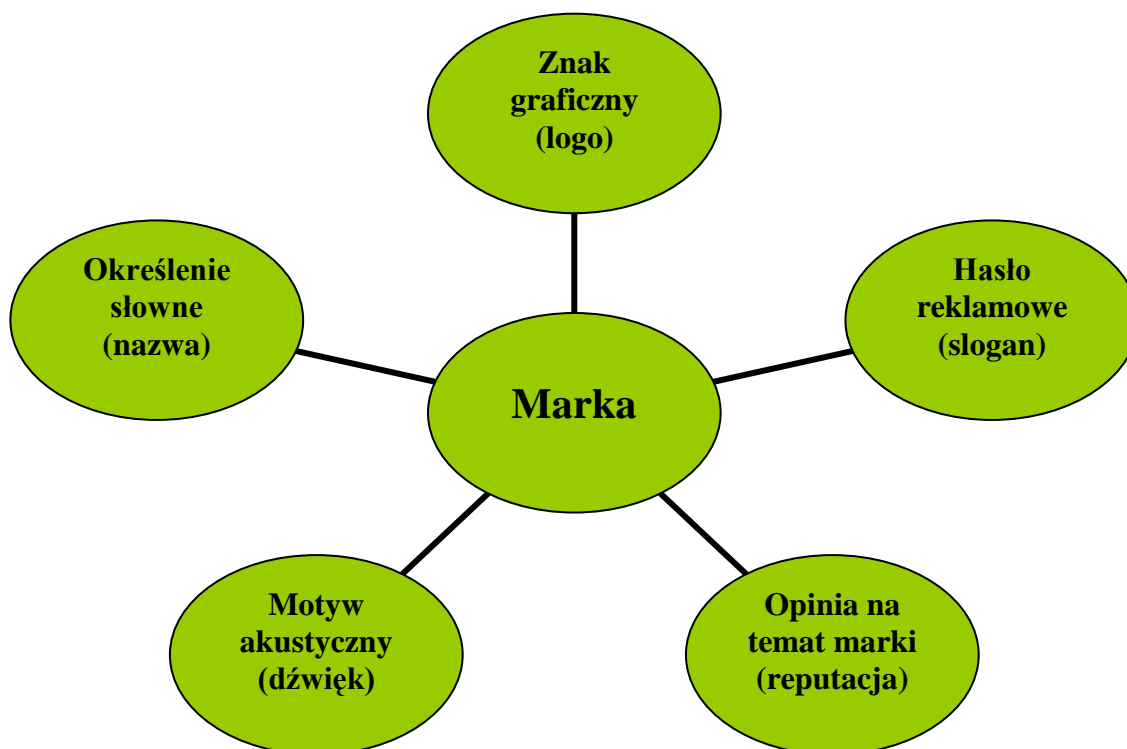 Znak
graficzny
(logo)
Określenie
słowne
(nazwa)
Hasło
reklamowe
(slogan)
Marka
Motyw
akustyczny
(dźwięk)
Opinia na
temat marki
(reputacja)